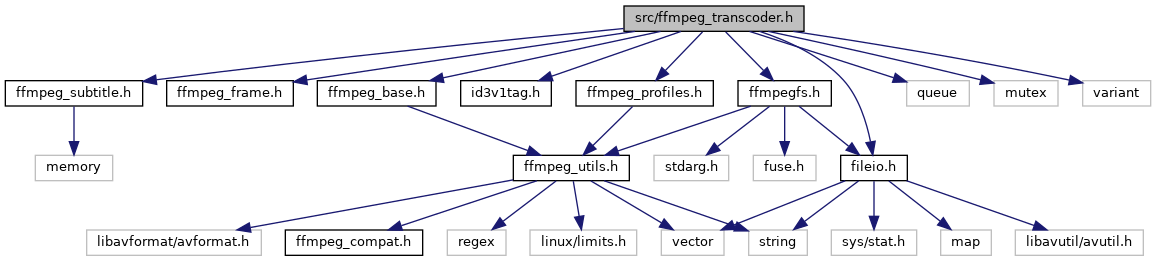 src/ffmpeg_transcoder.h
ffmpeg_subtitle.h
ffmpeg_frame.h
ffmpeg_base.h
id3v1tag.h
ffmpeg_profiles.h
ffmpegfs.h
queue
mutex
variant
memory
ffmpeg_utils.h
stdarg.h
fuse.h
fileio.h
libavformat/avformat.h
ffmpeg_compat.h
regex
linux/limits.h
vector
string
sys/stat.h
map
libavutil/avutil.h